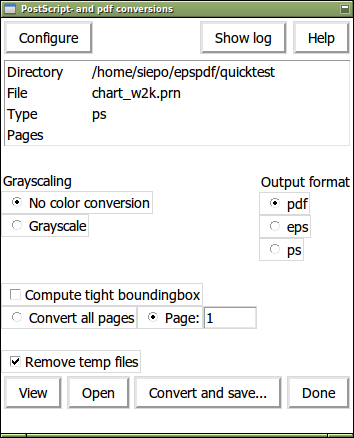 PostScript- and pdf conversions
Configure Show log Help
Directory /home/siepo/epspdf/quicktest
File chart_w2k.prn
Type ps
Pages
Grayscaling Output format
No color conversion pdf
Grayscale eps
ps
Compute tight boundingbox
Convert all pages Page: 1
Remove temp files
View Open Convert and save... Done